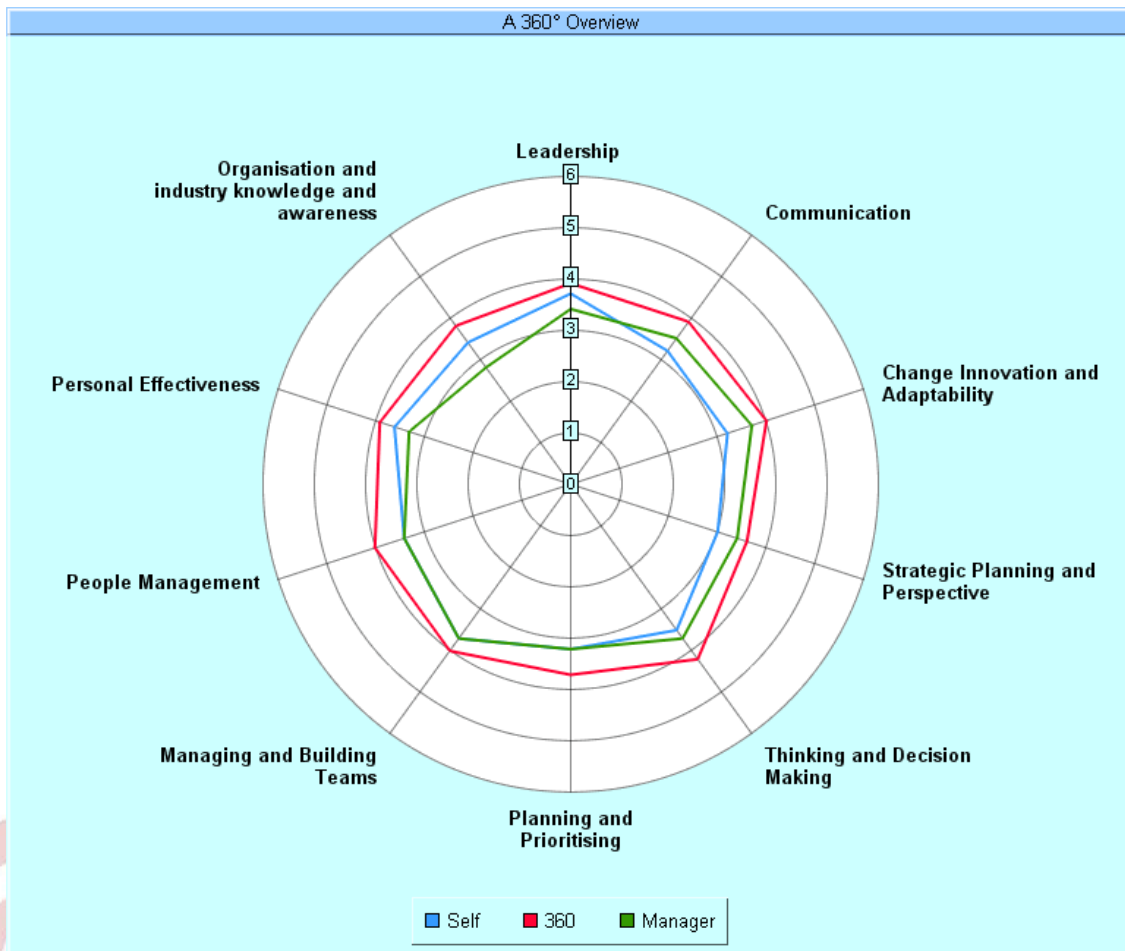 A 360° Overview
Leadership
Organisation and
industry knowledge and
awareness
Communication
Personal Effectiveness
Change Innovation and
Adaptability
People Management
Strategic Planning and
Perspective
Managing and Building
Teams
Thinking and Decision
Making
Planning and
Prioritising
6
5
4
3
2
1
0
Self
360
Manager